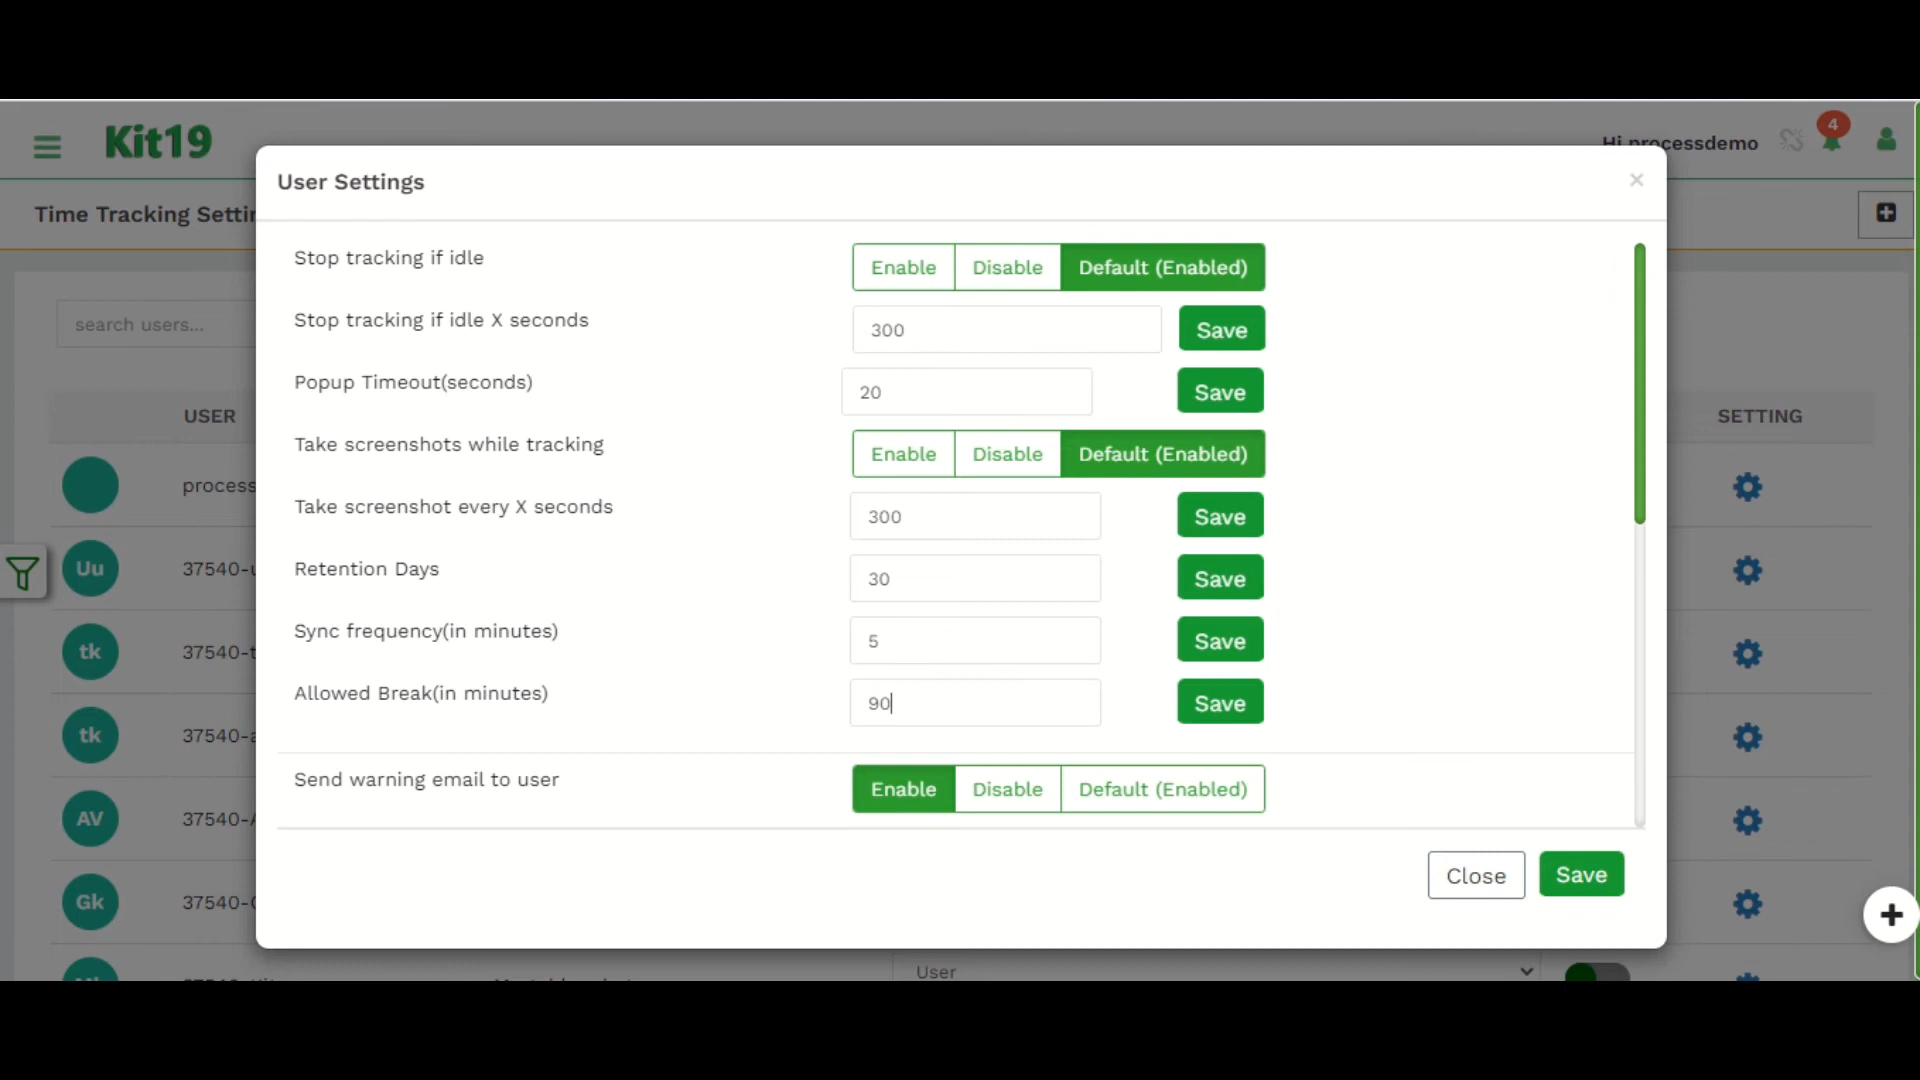 Kit19
Hi processdemo
4
Time Tracking Settin
User Settings
×
search users...
USER
SETTING
process
Uu 37540-u
tk 37540-t
tk 37540-a
AV 37540-A
Gk 37540-G
Stop tracking if idle Enable Disable Default (Enabled)
Stop tracking if idle X seconds 300 Save
Popup Timeout(seconds) 20 Save
Take screenshots while tracking Enable Disable Default (Enabled)
Take screenshot every X seconds 300 Save
Retention Days 30 Save
Sync frequency(in minutes) 5 Save
Allowed Break(in minutes) 90 Save
Send warning email to user Enable Disable Default (Enabled)
Close Save
User